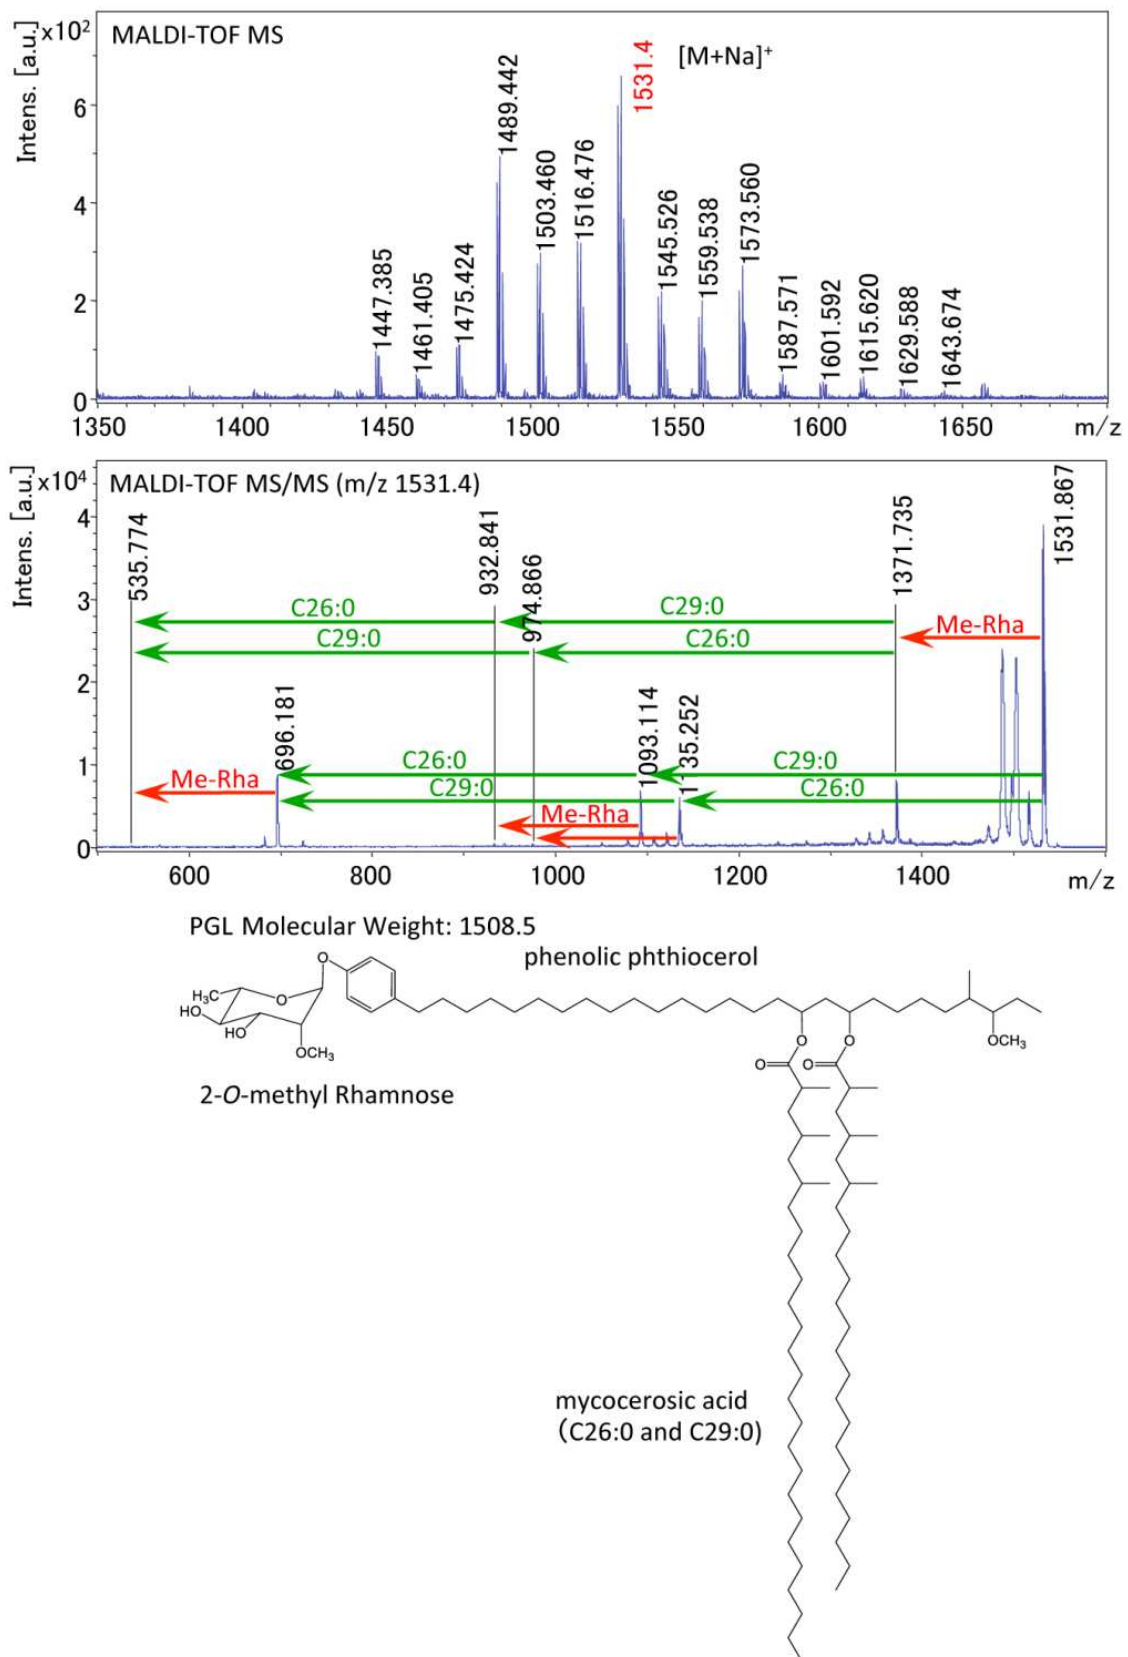 x10²
MALDI-TOF MS
[M+Na]⁺
Intens. [a.u.]
6
4
2
0
1447.385
1461.405
1475.424
1489.442
1503.460
1516.476
1531.4
1545.526
1559.538
1573.560
1587.571
1601.592
1615.620
1629.588
1643.674
1350 1400 1450 1500 1550 1600 1650 m/z
x10⁴
MALDI-TOF MS/MS (m/z 1531.4)
Intens. [a.u.]
4
3
2
1
0
535.774
932.841
974.866
1371.735
1531.867
C26:0 C29:0
Me-Rha
C29:0 C26:0
696.181
1093.114
1135.252
C26:0 C29:0
Me-Rha C29:0 C26:0
Me-Rha
600 800 1000 1200 1400 m/z
PGL Molecular Weight: 1508.5
phenolic phthiocerol
O
H₃C
O
HO
HO
OCH₃
O O
OCH₃
O O
2-O-methyl Rhamnose
mycocerosic acid
(C26:0 and C29:0)